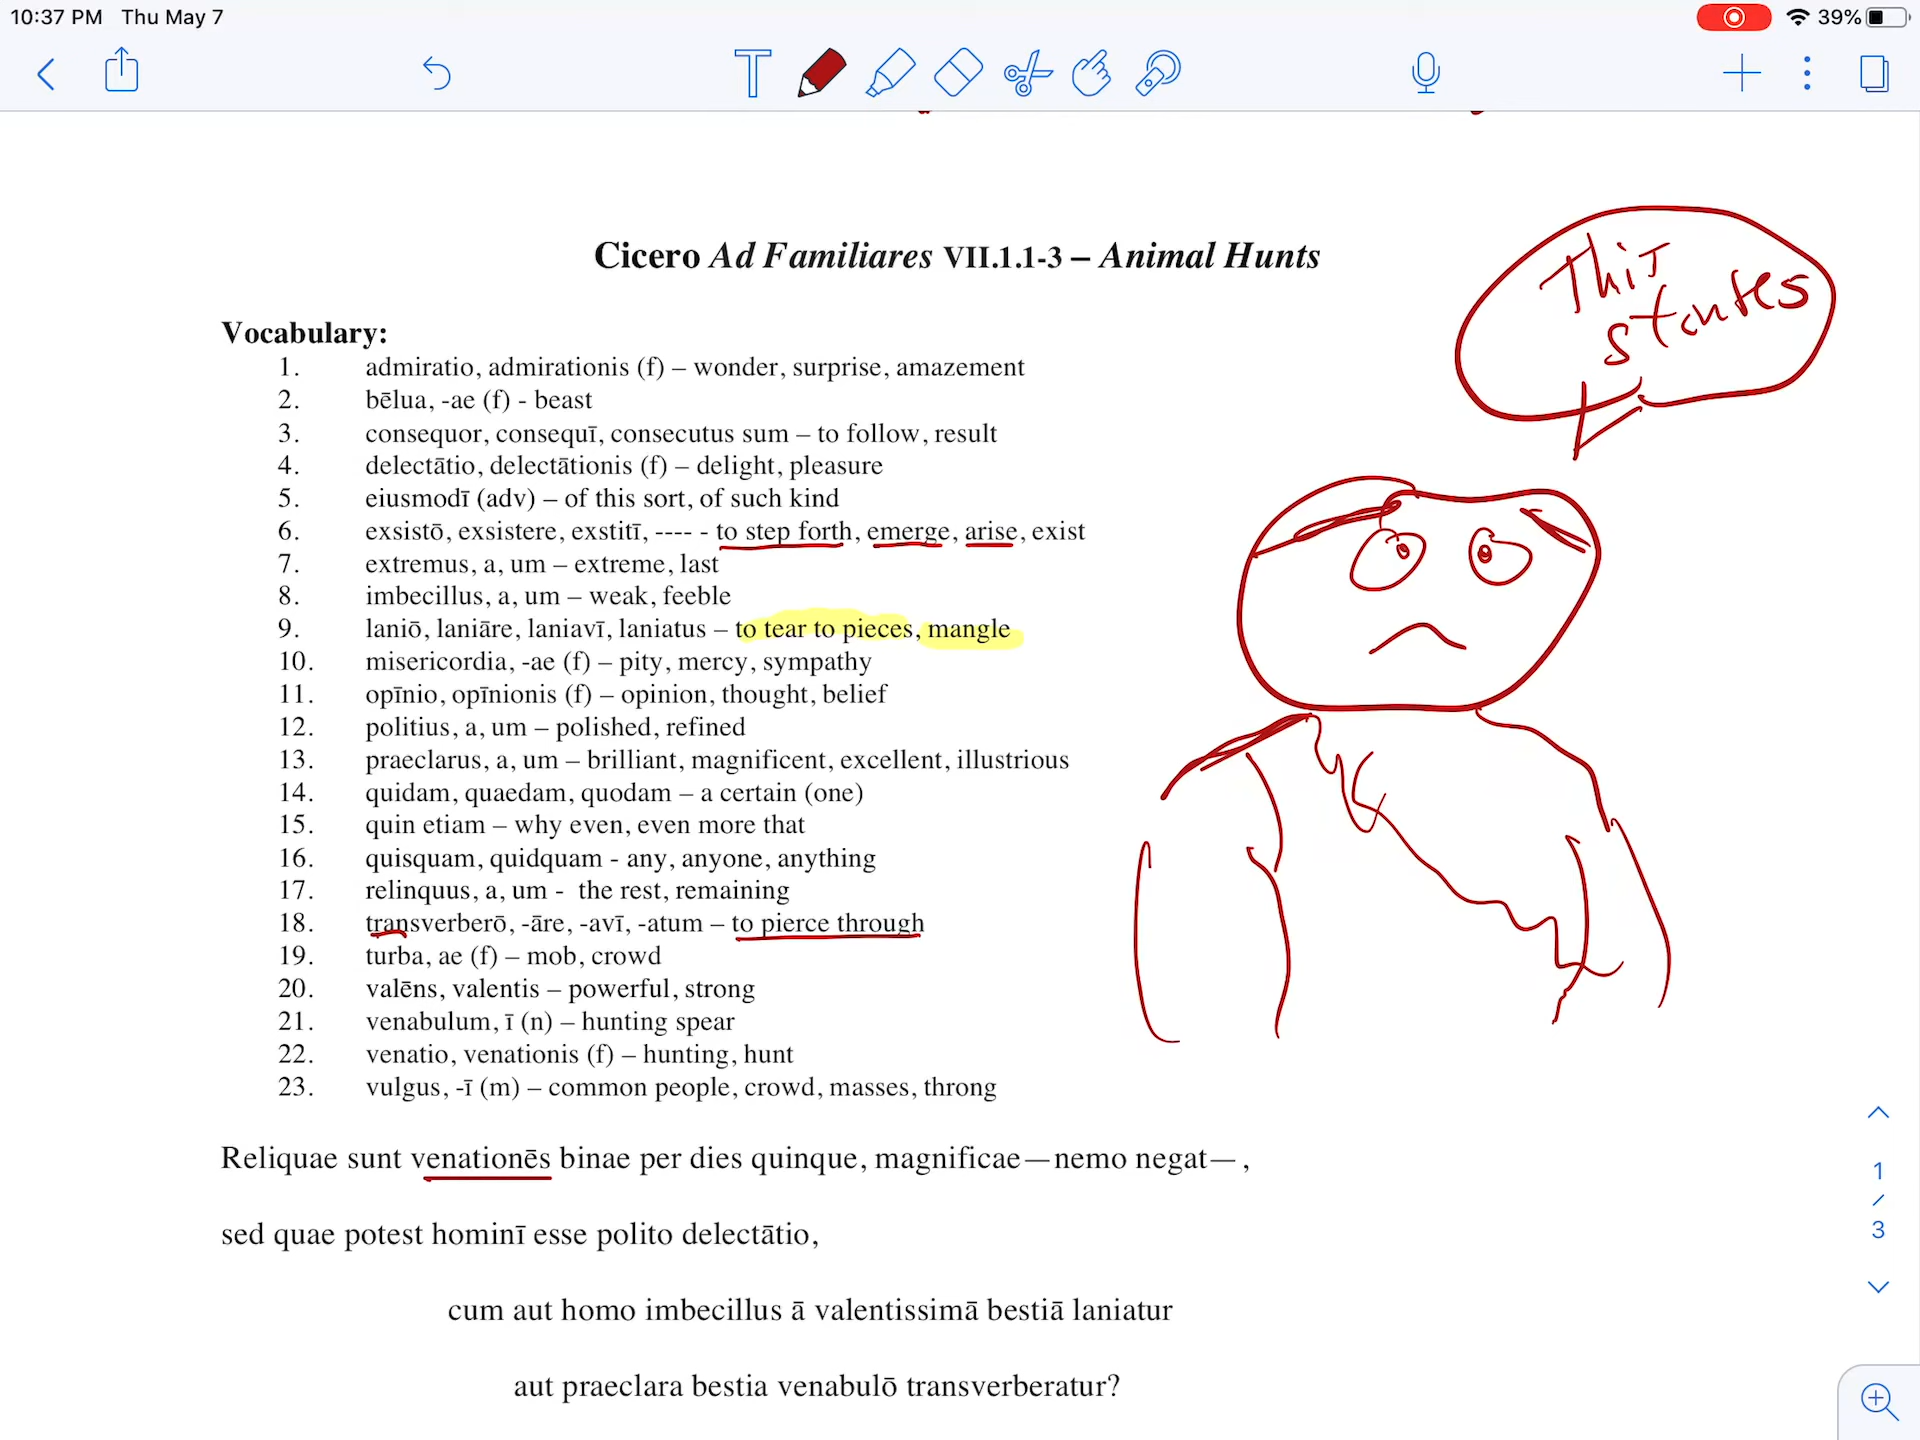 10:37 PM Thu May 7
39%
T
Cicero Ad Familiares VII.1.1-3 – Animal Hunts
This
Vocabulary:
1. admiratio, admirationis (f) – wonder, surprise, amazement
2. bēlua, -ae (f) - beast
3. consequor, consequī, consecutus sum – to follow, result
4. delectātio, delectātionis (f) – delight, pleasure
5. eiusmodī (adv) – of this sort, of such kind
6. exsistō, exsistere, exstitī, ---- - to step forth, emerge, arise, exist
7. extremus, a, um – extreme, last
8. imbecillus, a, um – weak, feeble
9. laniō, laniāre, laniavī, laniatus – to tear to pieces, mangle
10. misericordia, -ae (f) – pity, mercy, sympathy
11. opīnio, opīnionis (f) – opinion, thought, belief
12. politius, a, um – polished, refined
13. praeclarus, a, um – brilliant, magnificent, excellent, illustrious
14. quidam, quaedam, quodam – a certain (one)
15. quin etiam – why even, even more that
16. quisquam, quidquam - any, anyone, anything
17. relinquus, a, um - the rest, remaining
18. transverberō, -āre, -avī, -atum – to pierce through
19. turba, ae (f) – mob, crowd
20. valēns, valentis – powerful, strong
21. venabulum, ī (n) – hunting spear
22. venatio, venationis (f) – hunting, hunt
23. vulgus, -ī (m) – common people, crowd, masses, throng
Reliquae sunt venationēs binae per dies quinque, magnificae—nemo negat—,
sed quae potest hominī esse polito delectātio,
cum aut homo imbecillus ā valentissimā bestiā laniatur
aut praeclara bestia venabulō transverberatur?
1
/
3